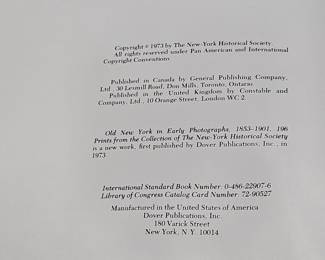 Copyright © 1973 by The New-York Historical Society.
All rights reserved under Pan American and International
Copyright Conventions.
Published in Canada by General Publishing Company,
Ltd., 30 Lesmill Road, Don Mills, Toronto, Ontario.
Published in the United Kingdom by Constable and
Company, Ltd., 10 Orange Street, London WC 2.
Old New York in Early Photographs, 1853-1901, 196
Prints from the Collection of The New-York Historical Society
is a new work, first published by Dover Publications, Inc., in
1973.
International Standard Book Number: 0-486-22907-6
Library of Congress Catalog Card Number: 72-90527
Manufactured in the United States of America
Dover Publications, Inc.
180 Varick Street
New York, N.Y. 10014